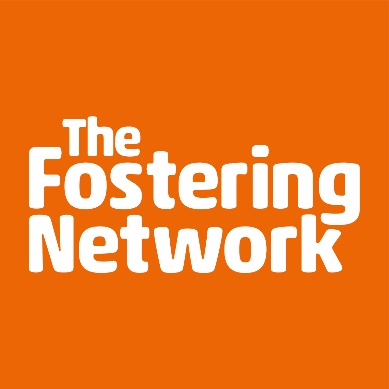 The
Fostering
Network